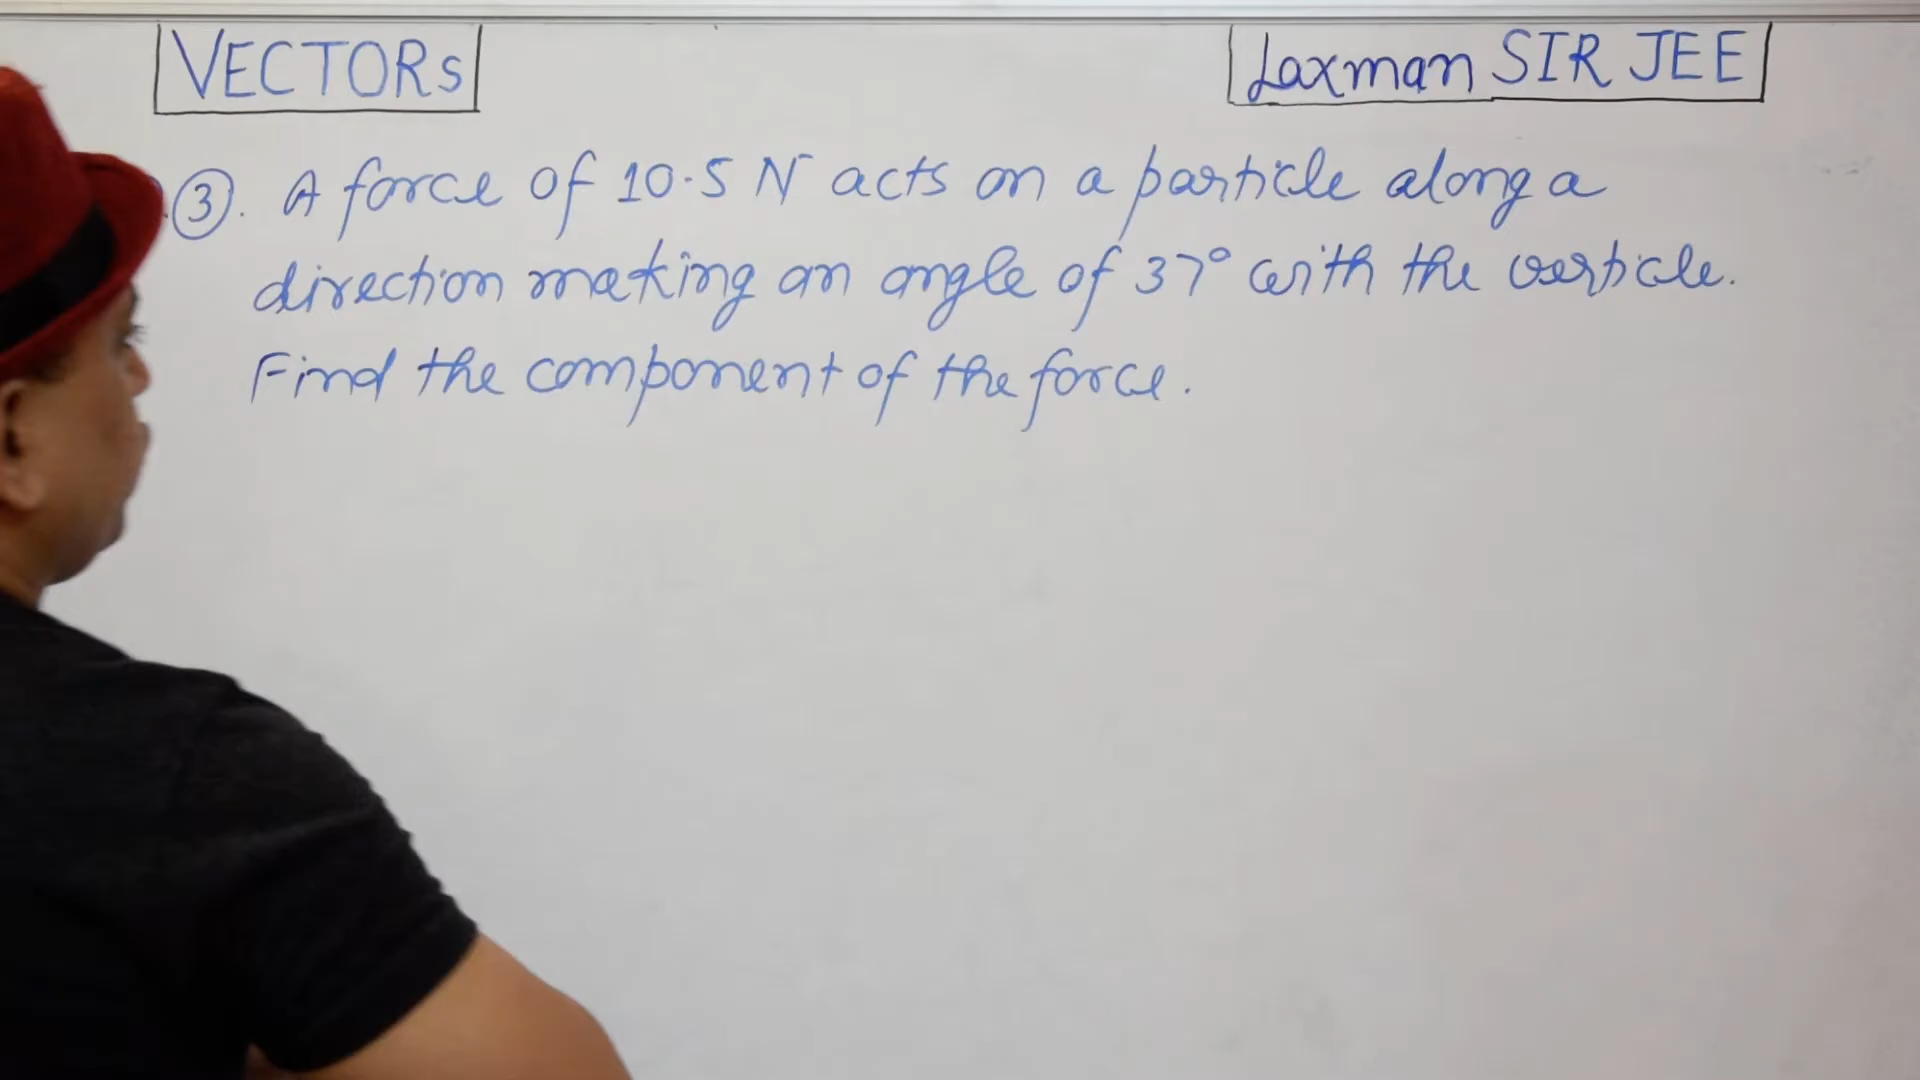 VECTORs
Laxman SIR JEE
③. A force of 10.5 N acts on a particle along a
direction making an angle of 37° with the verticle.
Find the component of the force.